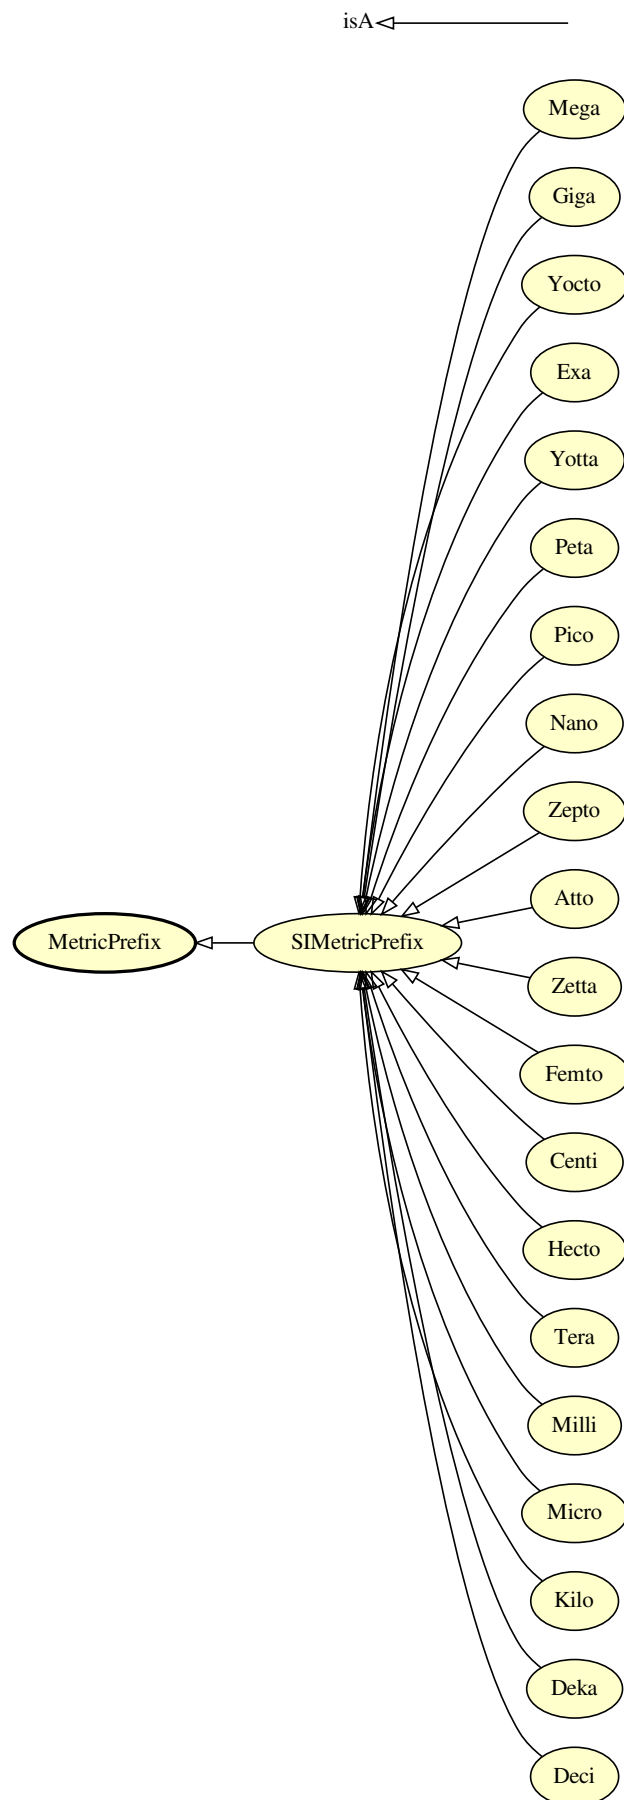 isA
Mega
Giga
Yocto
Exa
Yotta
Peta
Pico
Nano
Zepto
Atto
MetricPrefix
SIMetricPrefix
Zetta
Femto
Centi
Hecto
Tera
Milli
Micro
Kilo
Deka
Deci